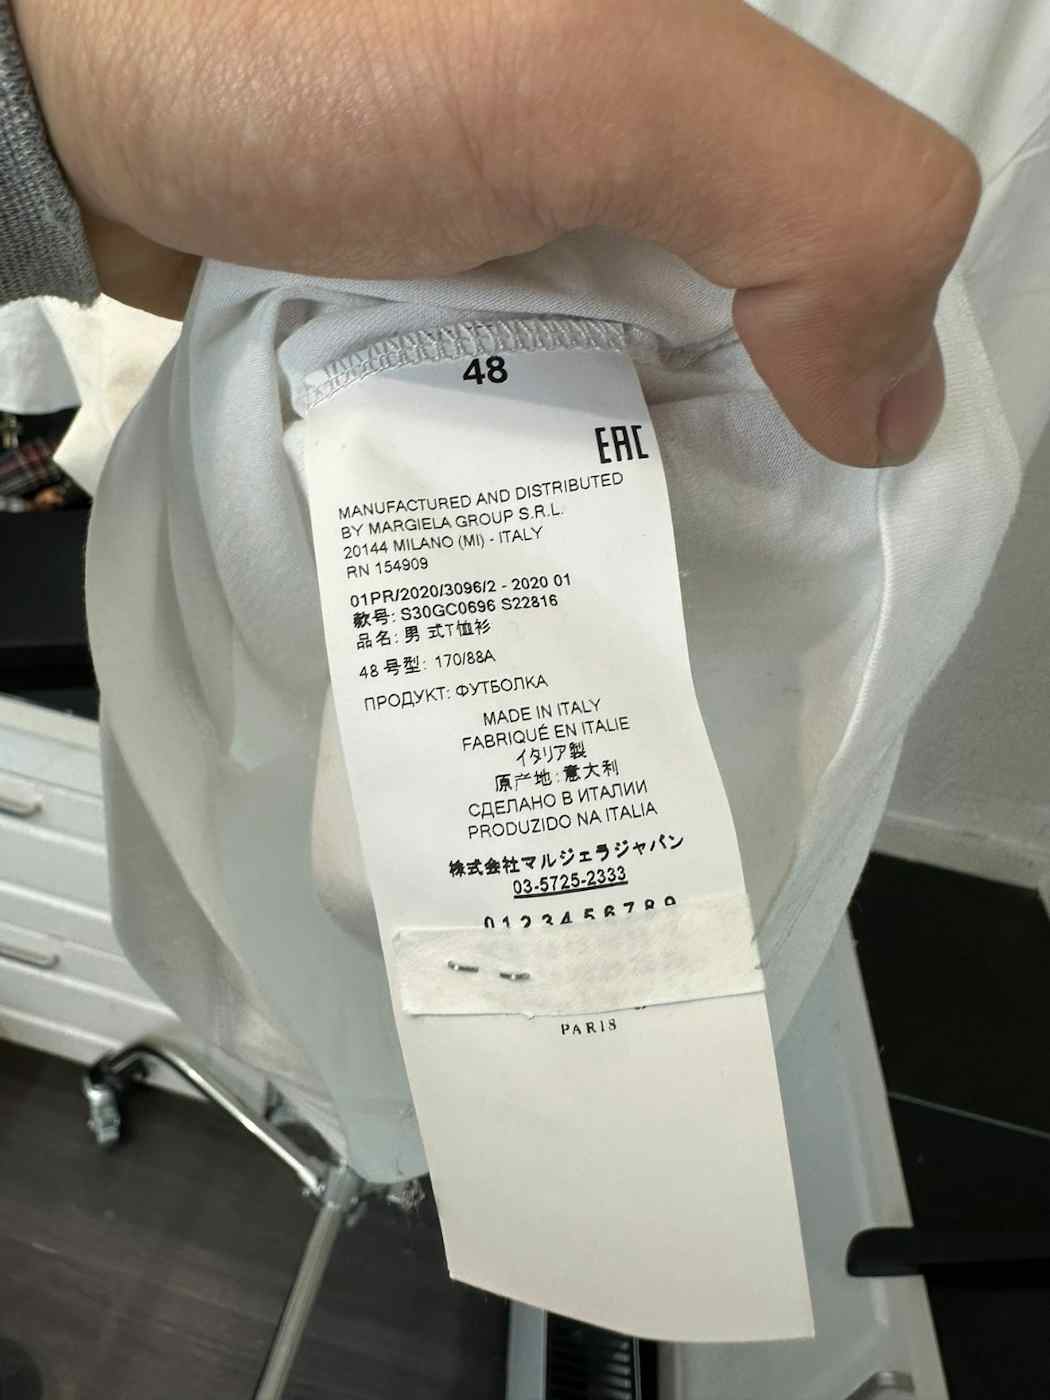 48
EAC
MANUFACTURED AND DISTRIBUTED
BY MARGIELA GROUP S.R.L.
20144 MILANO (MI) - ITALY
RN 154909
01PR/2020/3096/2 - 2020 01
款号: S30GC0696 S22816
品名: 男 式T恤衫
48 号型: 170/88A
ПРОДУКТ: ФУТБОЛКА
MADE IN ITALY
FABRIQUÉ EN ITALIE
イタリア製
原产地: 意大利
СДЕЛАНО В ИТАЛИИ
PRODUZIDO NA ITALIA
株式会社マルジェラジャパン
03-5725-2333
0 1 2 3 4 5 6 7 8 9
PARIS